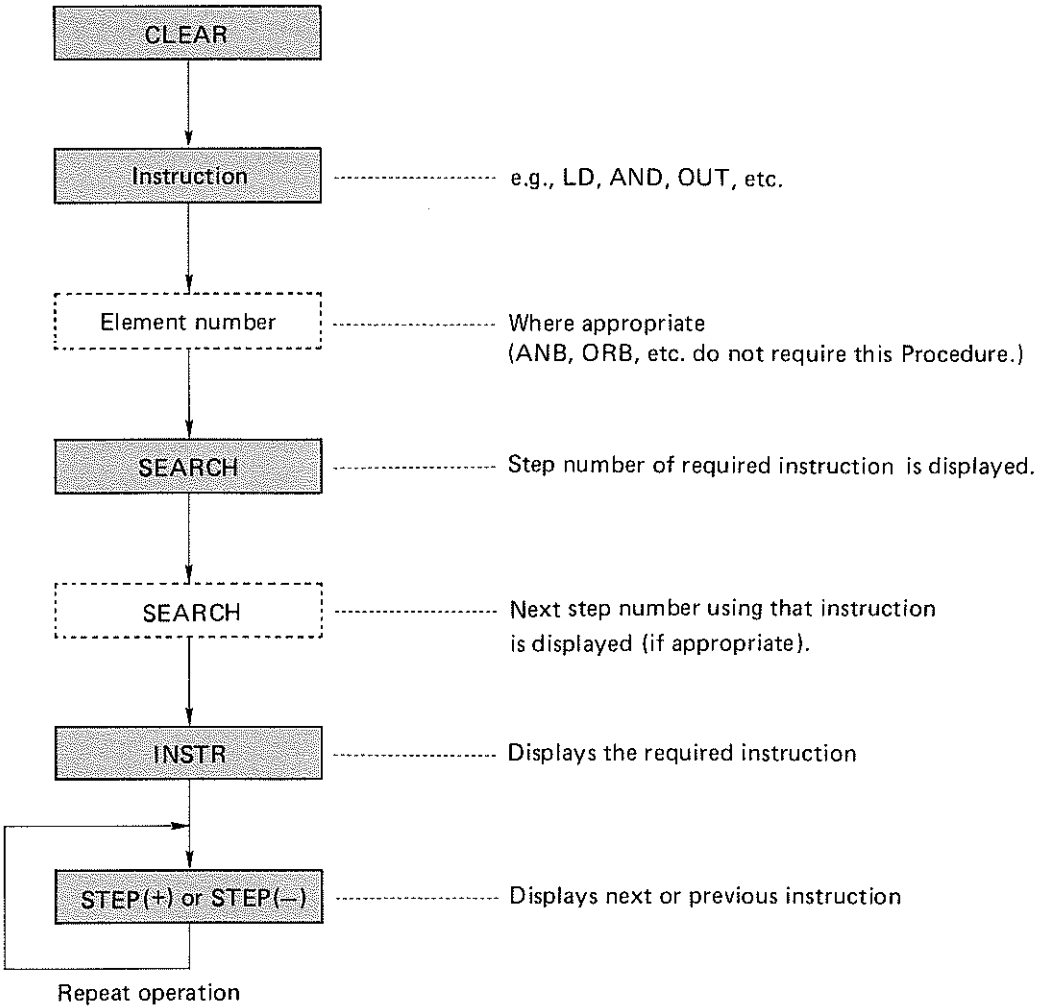 CLEAR
Instruction
e.g., LD, AND, OUT, etc.
Element number
Where appropriate
(ANB, ORB, etc. do not require this Procedure.)
SEARCH
Step number of required instruction is displayed.
SEARCH
Next step number using that instruction
is displayed (if appropriate).
INSTR
Displays the required instruction
STEP(+) or STEP(−)
Displays next or previous instruction
Repeat operation